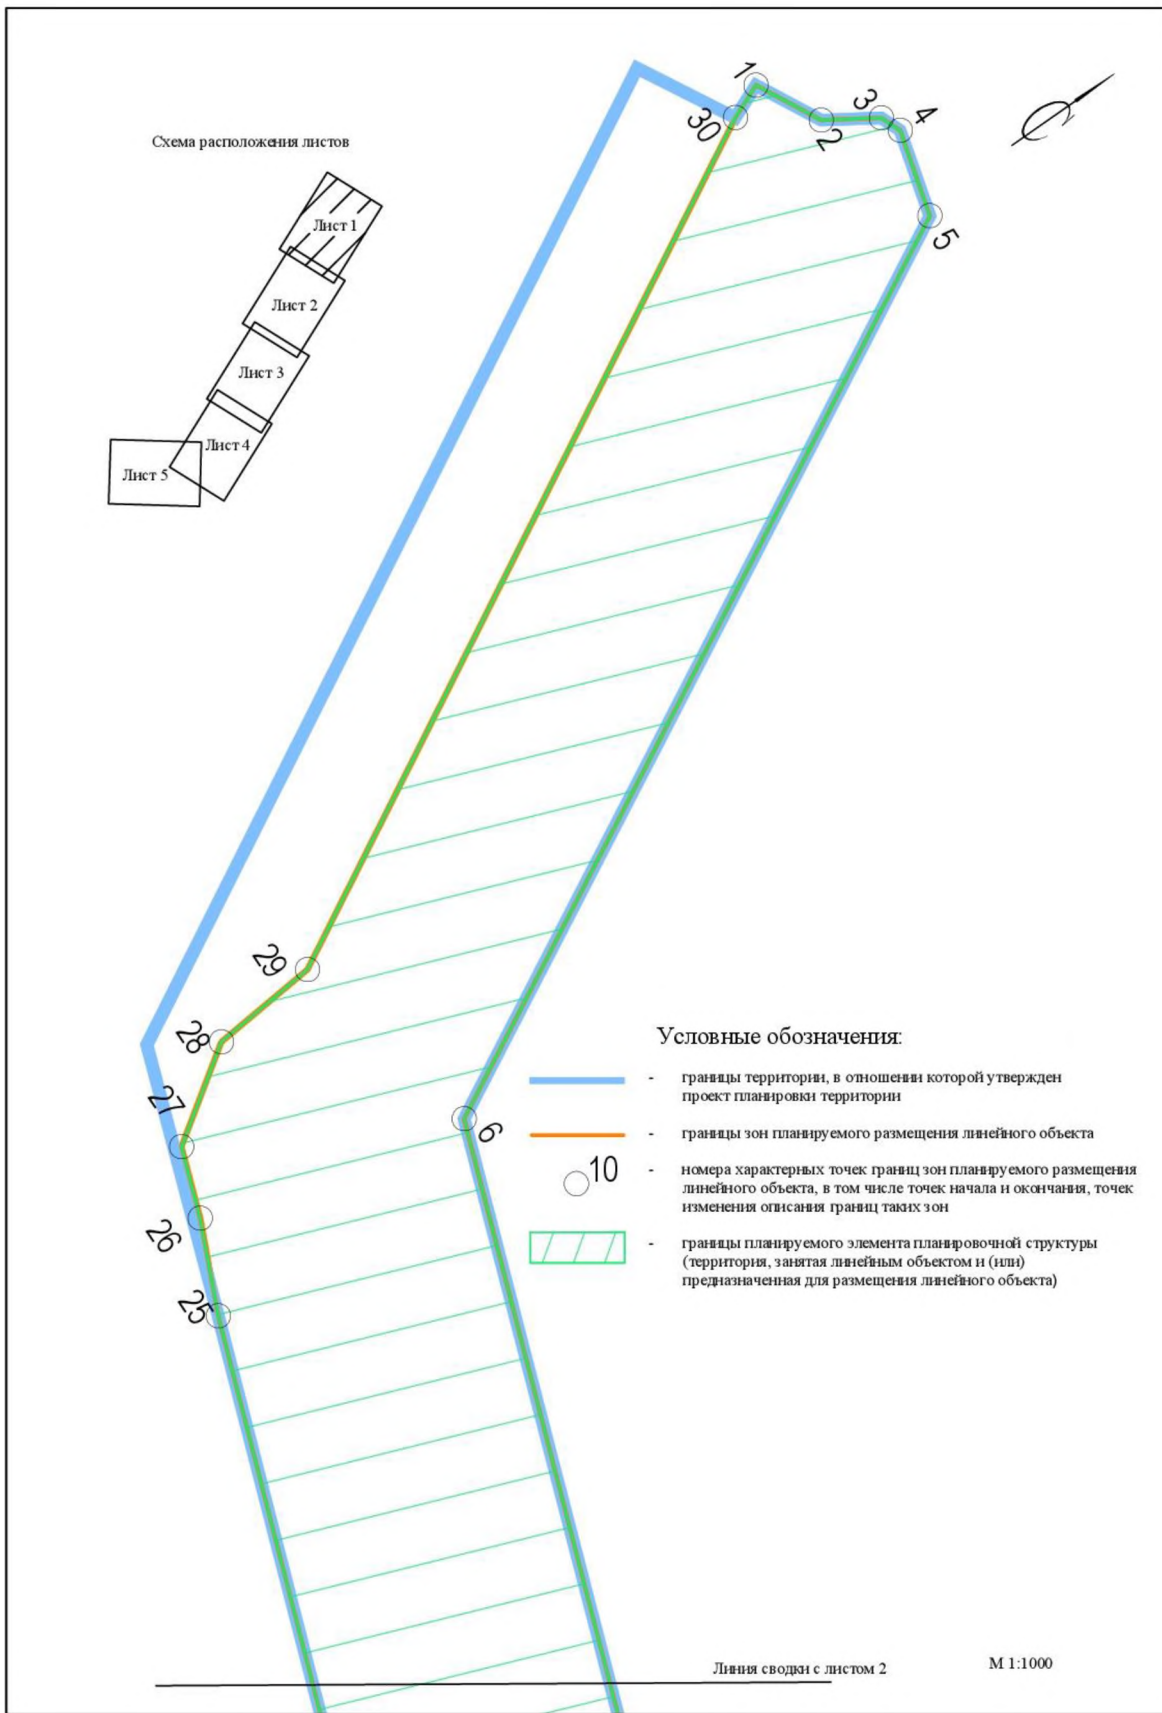 1
30
2
3
4
5
Схема расположения листов
Лист 1
Лист 2
Лист 3
Лист 4
Лист 5
29
28
27
26
25
6
Условные обозначения:
- границы территории, в отношении которой утвержден
проект планировки территории
- границы зон планируемого размещения линейного объекта
10 - номера характерных точек границ зон планируемого размещения
линейного объекта, в том числе точек начала и окончания, точек
изменения описания границ таких зон
- границы планируемого элемента планировочной структуры
(территория, занятая линейным объектом и (или)
предназначенная для размещения линейного объекта)
Линия сводки с листом 2
М 1:1000